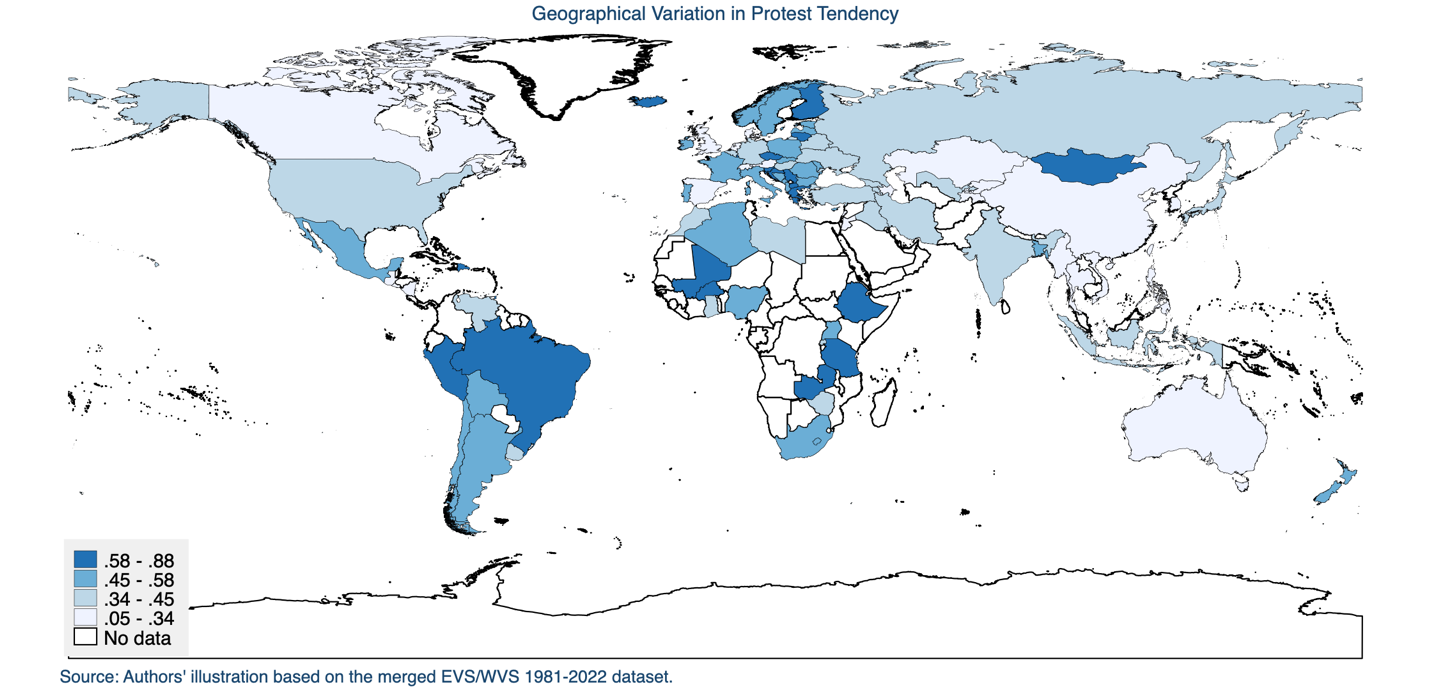 Geographical Variation in Protest Tendency
.58 - .88
.45 - .58
.34 - .45
.05 - .34
No data
Source: Authors' illustration based on the merged EVS/WVS 1981-2022 dataset.